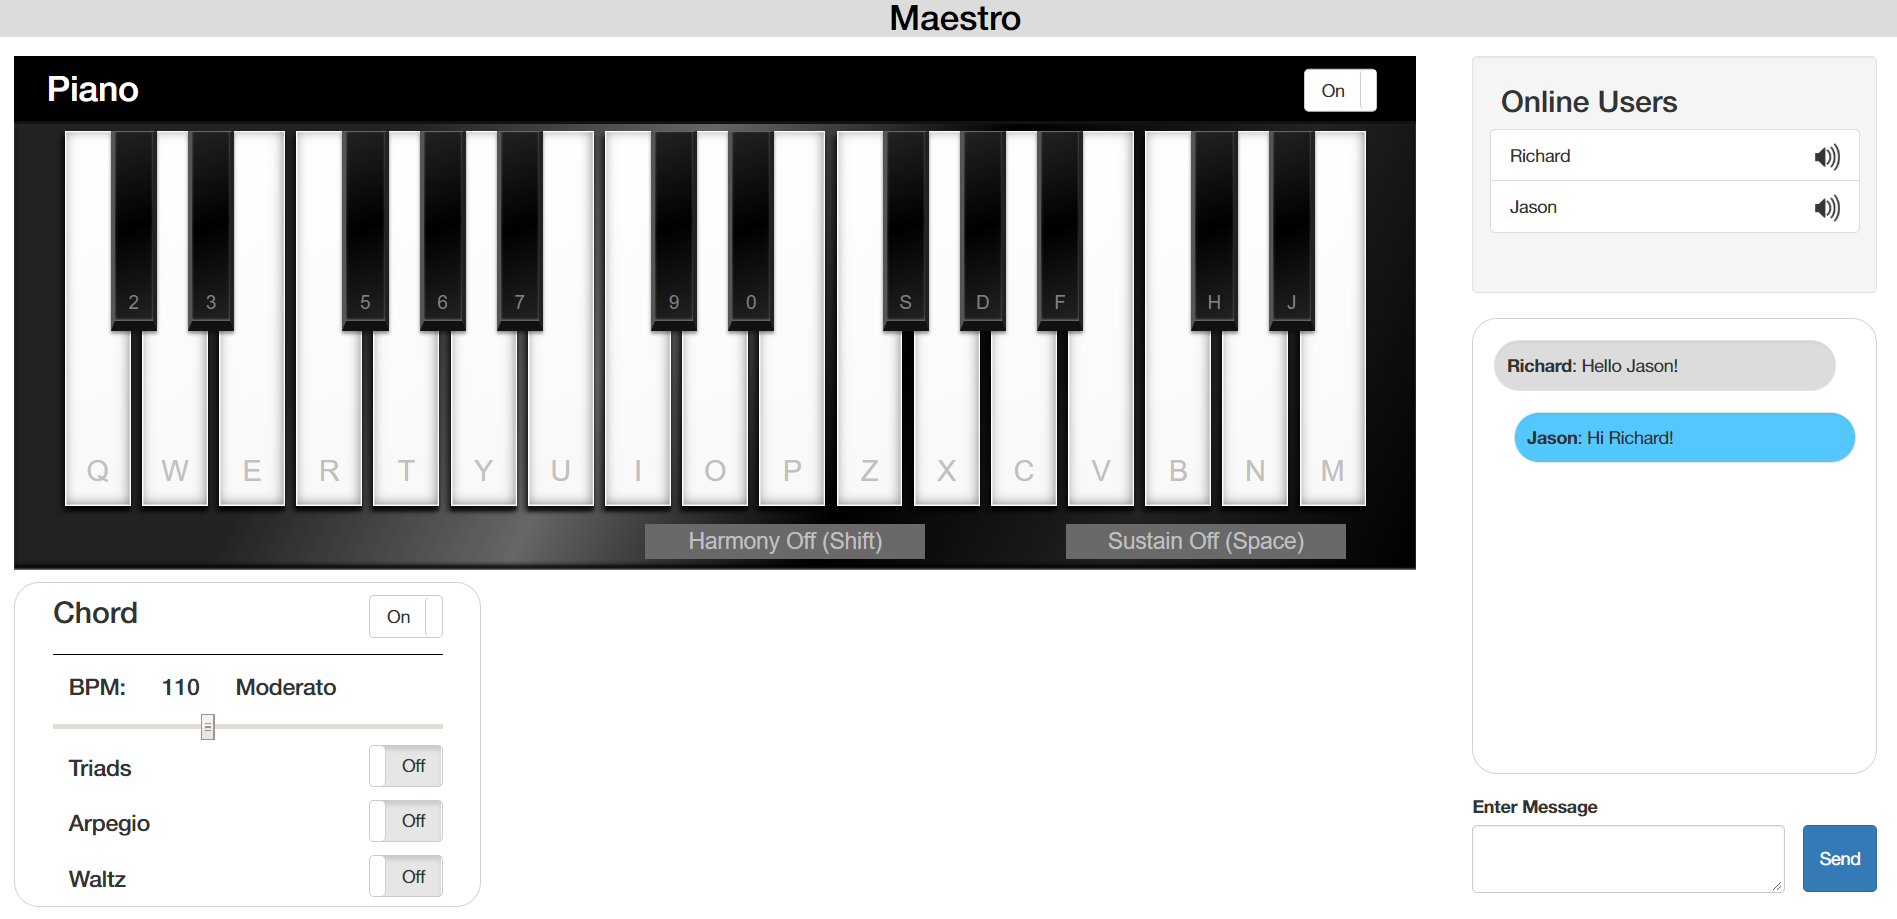 Maestro
Piano
On
2 3 5 6 7 9 0 S D F H J
Q W E R T Y U I O P Z X C V B N M
Harmony Off (Shift)
Sustain Off (Space)
Chord
On
BPM: 110 Moderato
Triads
Off
Arpegio
Off
Waltz
Off
Online Users
Richard
Jason
Richard: Hello Jason!
Jason: Hi Richard!
Enter Message
Send